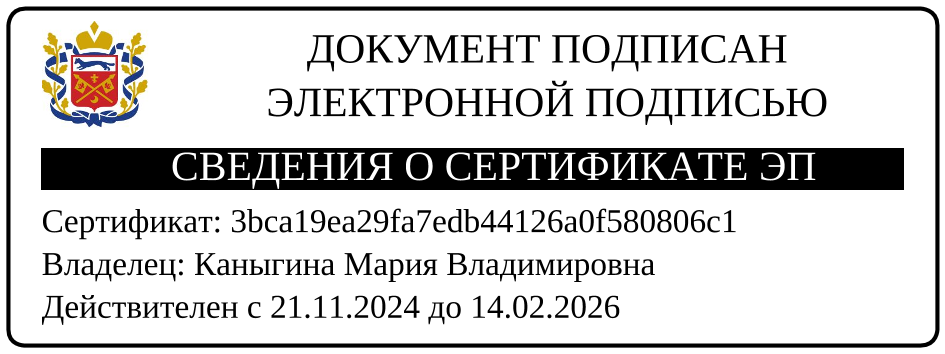 ДОКУМЕНТ ПОДПИСАН
ЭЛЕКТРОННОЙ ПОДПИСЬЮ
СВЕДЕНИЯ О СЕРТИФИКАТЕ ЭП
Сертификат: 3bca19ea29fa7edb44126a0f580806c1
Владелец: Каныгина Мария Владимировна
Действителен с 21.11.2024 до 14.02.2026